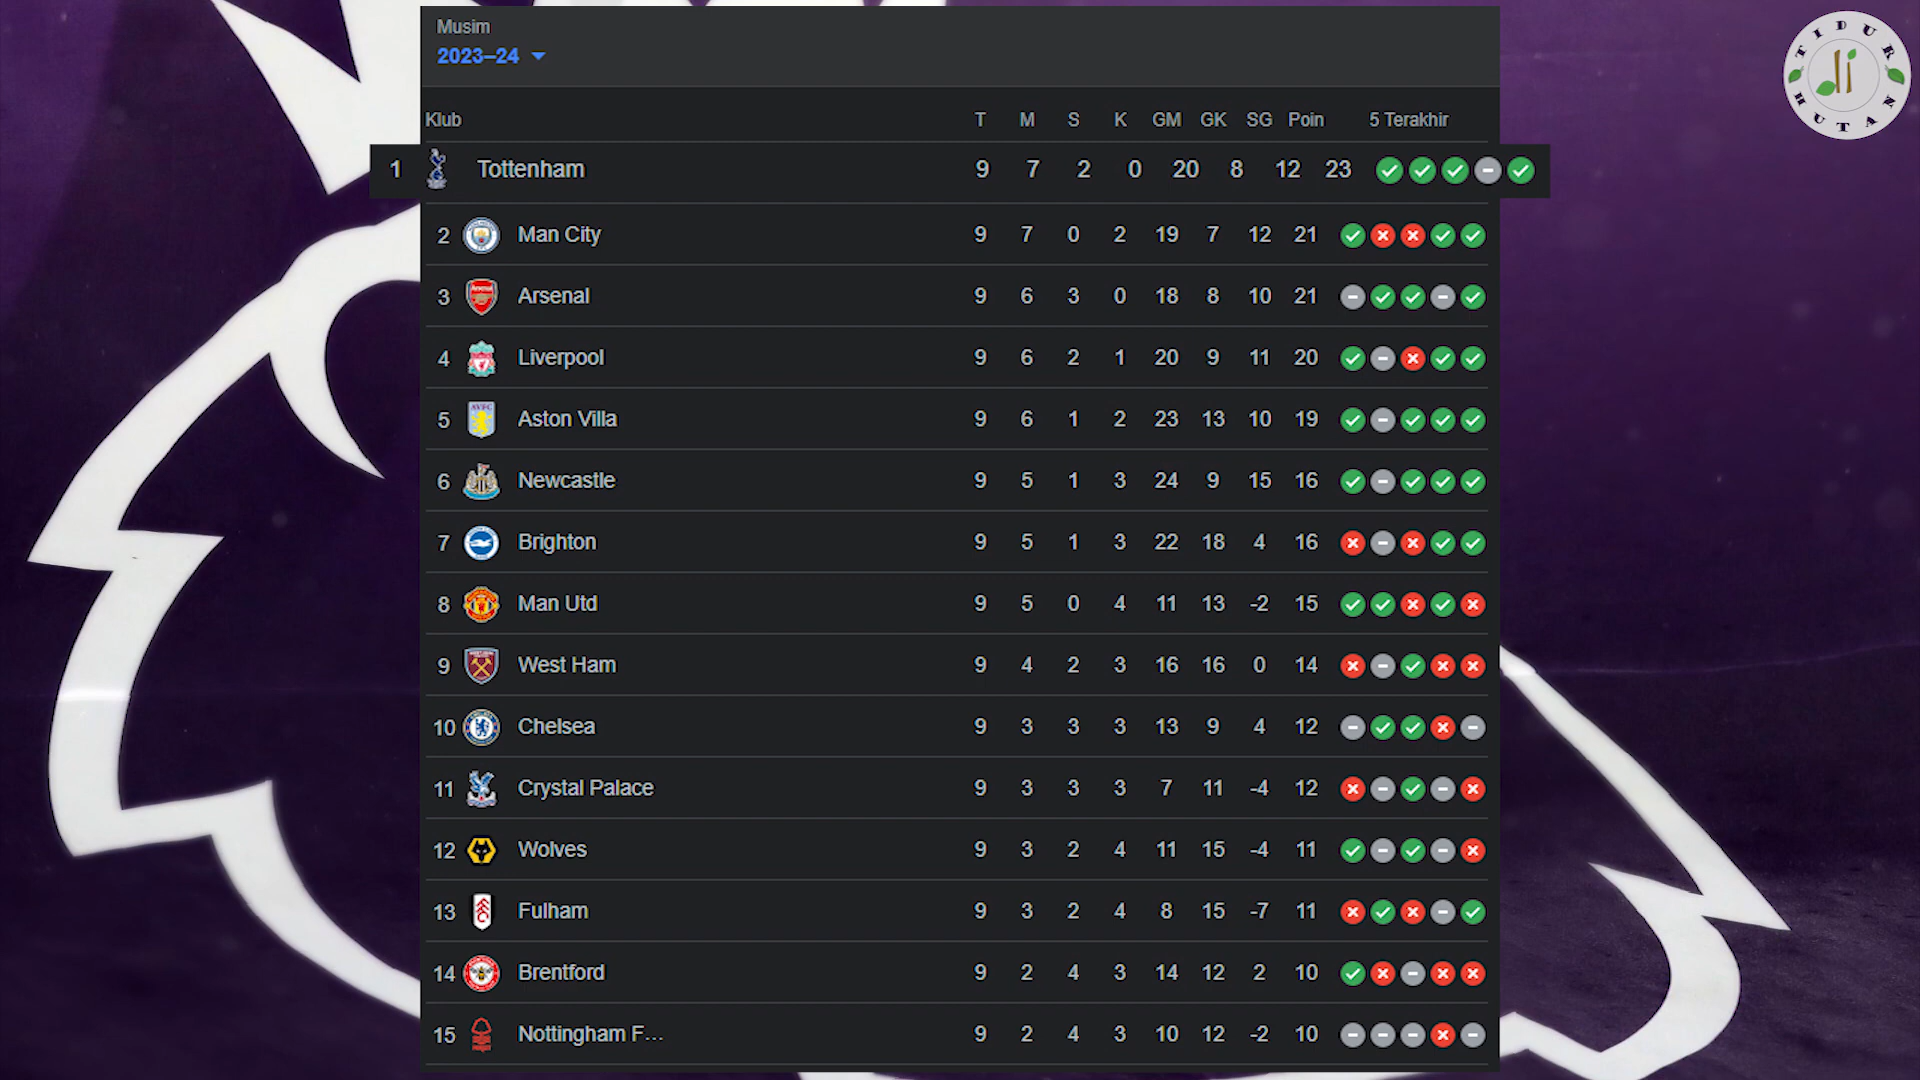 Musim
2023–24
TIDUR
HUTAN
Klub T M S K GM GK SG Poin 5 Terakhir
1 Tottenham 9 7 2 0 20 8 12 23
2 Man City 9 7 0 2 19 7 12 21
3 Arsenal 9 6 3 0 18 8 10 21
4 Liverpool 9 6 2 1 20 9 11 20
5 Aston Villa 9 6 1 2 23 13 10 19
6 Newcastle 9 5 1 3 24 9 15 16
7 Brighton 9 5 1 3 22 18 4 16
8 Man Utd 9 5 0 4 11 13 -2 15
9 West Ham 9 4 2 3 16 16 0 14
10 Chelsea 9 3 3 3 13 9 4 12
11 Crystal Palace 9 3 3 3 7 11 -4 12
12 Wolves 9 3 2 4 11 15 -4 11
13 Fulham 9 3 2 4 8 15 -7 11
14 Brentford 9 2 4 3 14 12 2 10
15 Nottingham F... 9 2 4 3 10 12 -2 10